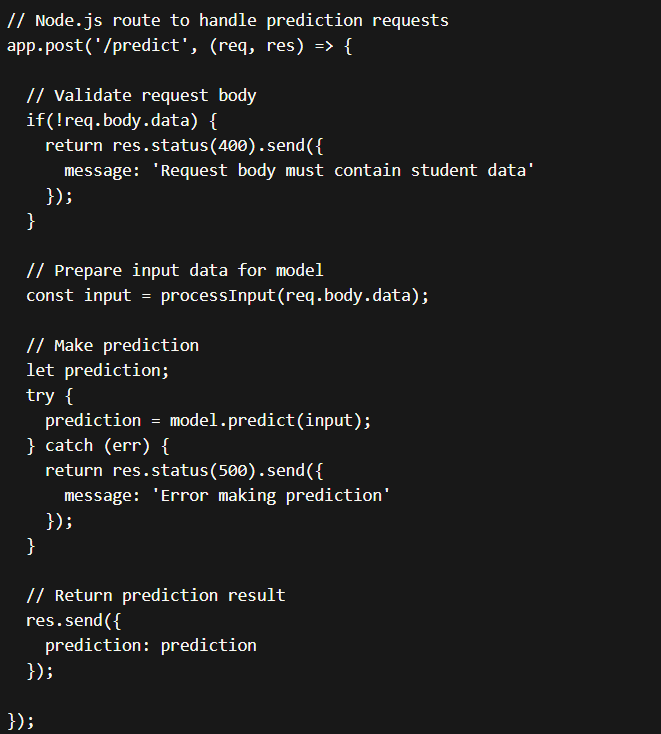 // Node.js route to handle prediction requests
app.post('/predict', (req, res) => {
  // Validate request body
  if(!req.body.data) {
    return res.status(400).send({
      message: 'Request body must contain student data'
    });
  }
  // Prepare input data for model
  const input = processInput(req.body.data);
  // Make prediction
  let prediction;
  try {
    prediction = model.predict(input);
  } catch (err) {
    return res.status(500).send({
      message: 'Error making prediction'
    });
  }
  // Return prediction result
  res.send({
    prediction: prediction
  });
});